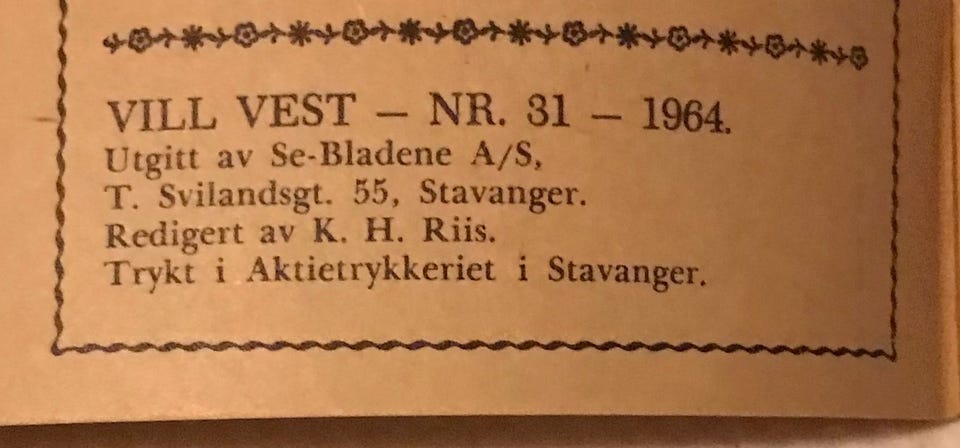 VILL VEST — NR. 31 — 1964.
Utgitt av Se-Bladene A/S,
T. Svilandsgt. 55, Stavanger.
Redigert av K. H. Riis.
Trykt i Aktietrykkeriet i Stavanger.